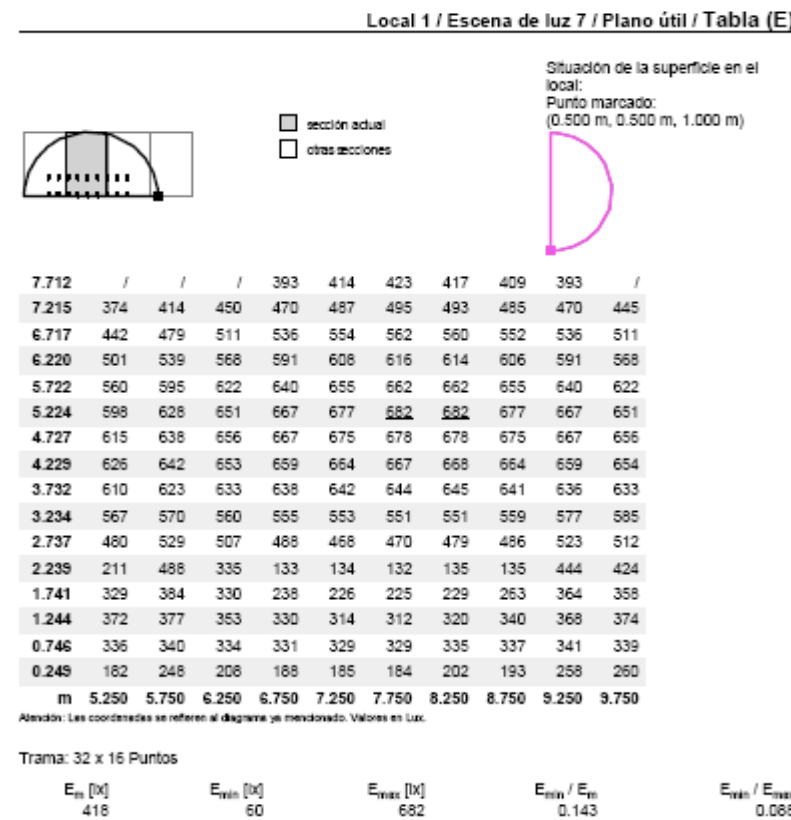 Local 1 / Escena de luz 7 / Plano útil / Tabla (E)
Situación de la superficie en el
local:
Punto marcado:
(0.500 m, 0.500 m, 1.000 m)
sección actual
otras secciones
7.712 / / / 393 414 423 417 409 393 /
7.215 374 414 450 470 487 495 493 485 470 445
6.717 442 479 511 536 554 562 560 552 536 511
6.220 501 539 568 591 608 616 614 606 591 568
5.722 560 595 622 640 655 662 662 655 640 622
5.224 598 628 651 667 677 682 682 677 667 651
4.727 615 638 656 667 675 678 678 675 667 656
4.229 626 642 653 659 664 667 668 664 659 654
3.732 610 623 633 638 642 644 645 641 636 633
3.234 567 570 560 555 553 551 551 559 577 585
2.737 480 529 507 488 468 470 479 486 523 512
2.239 211 488 335 133 134 132 135 135 444 424
1.741 329 384 330 238 226 225 229 263 364 358
1.244 372 377 353 330 314 312 320 340 368 374
0.746 336 340 334 331 329 329 335 337 341 339
0.249 182 248 208 188 185 184 202 193 258 260
m 5.250 5.750 6.250 6.750 7.250 7.750 8.250 8.750 9.250 9.750
Atención: Las coordenadas se refieren al diagrama ya mencionado. Valores en Lux.
Trama: 32 x 16 Puntos
Em [lx] Emin [lx] Emax [lx] Emin / Em Emin / Emax
418 60 682 0.143 0.088